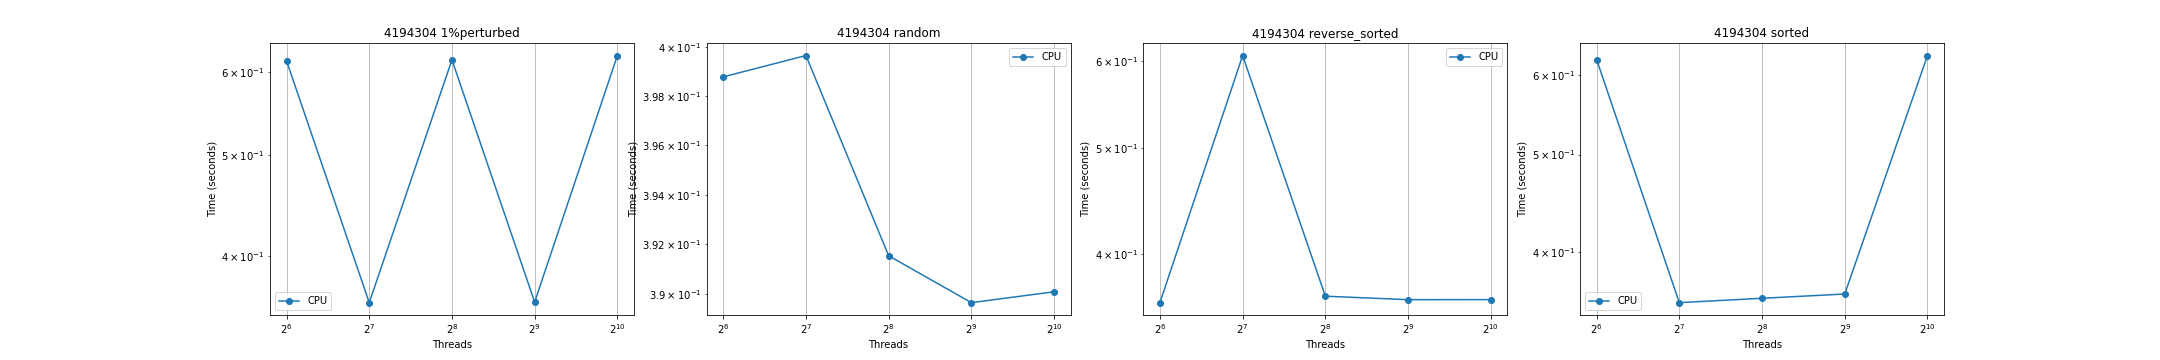 4194304 1%perturbed
6 × 10⁻¹
5 × 10⁻¹
4 × 10⁻¹
Time (seconds)
CPU
2⁶ 2⁷ 2⁸ 2⁹ 2¹⁰
Threads
4194304 random
4 × 10⁻¹
3.98 × 10⁻¹
3.96 × 10⁻¹
3.94 × 10⁻¹
3.92 × 10⁻¹
3.9 × 10⁻¹
Time (seconds)
CPU
2⁶ 2⁷ 2⁸ 2⁹ 2¹⁰
Threads
4194304 reverse_sorted
6 × 10⁻¹
5 × 10⁻¹
4 × 10⁻¹
Time (seconds)
CPU
2⁶ 2⁷ 2⁸ 2⁹ 2¹⁰
Threads
4194304 sorted
6 × 10⁻¹
5 × 10⁻¹
4 × 10⁻¹
Time (seconds)
CPU
2⁶ 2⁷ 2⁸ 2⁹ 2¹⁰
Threads